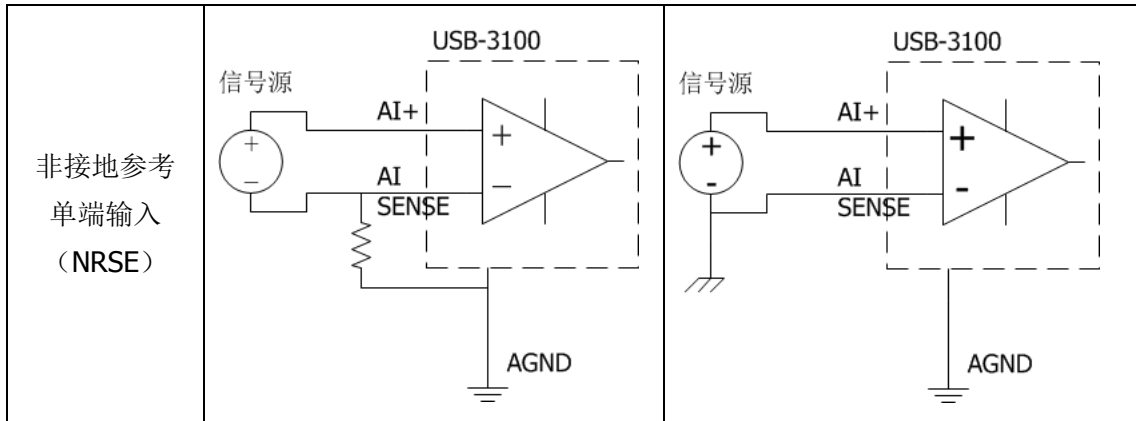 非接地参考
单端输入
（NRSE）
USB-3100
信号源
AI+
+
+
−
−
AI
SENSE
AGND
USB-3100
信号源
AI+
+
+
-
-
AI
SENSE
AGND